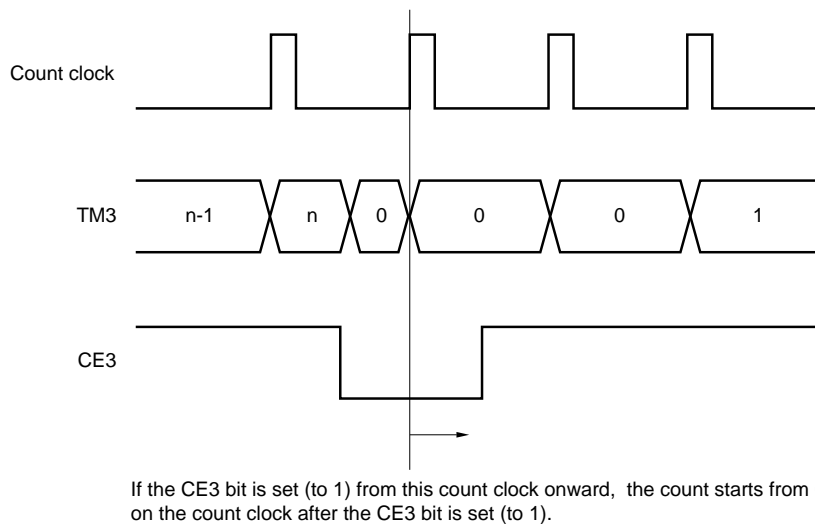 Count clock
TM3
n-1 n 0 0 0 1
CE3
If the CE3 bit is set (to 1) from this count clock onward, the count starts from
on the count clock after the CE3 bit is set (to 1).